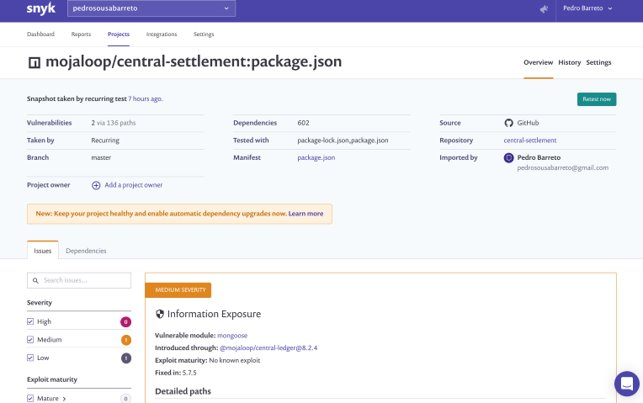 snyk
pedrosousabarreto
Pedro Barreto
Dashboard Reports Projects Integrations Settings
mojaloop/central-settlement:package.json
Overview History Settings
Snapshot taken by recurring test 7 hours ago.
Retest now
Vulnerabilities 2 via 136 paths
Dependencies 602
Source GitHub
Taken by Recurring
Tested with package-lock.json,package.json
Repository central-settlement
Branch master
Manifest package.json
Imported by Pedro Barreto
pedrosousabarreto@gmail.com
Project owner Add a project owner
New: Keep your project healthy and enable automatic dependency upgrades now. Learn more
Issues Dependencies
Search issues...
Severity
High 0
Medium 1
Low 1
Exploit maturity
Mature 0
MEDIUM SEVERITY
Information Exposure
Vulnerable module: mongoose
Introduced through: @mojaloop/central-ledger@8.2.4
Exploit maturity: No known exploit
Fixed in: 5.7.5
Detailed paths